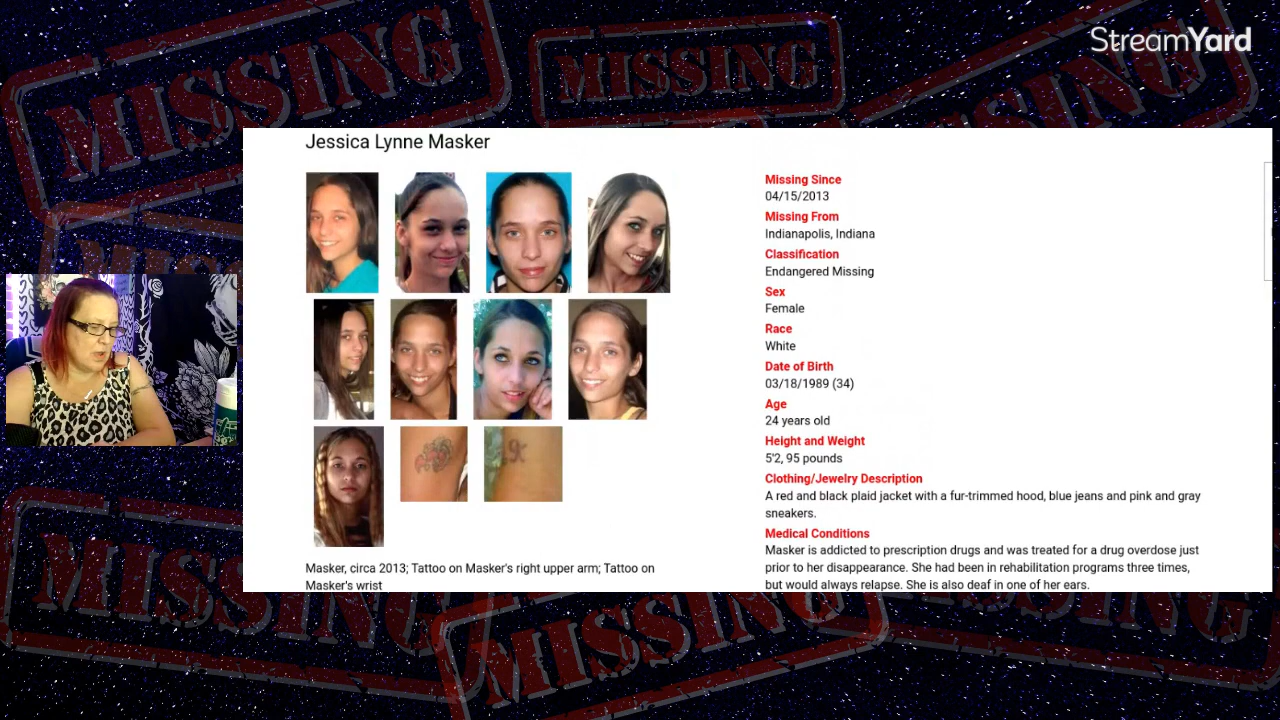 MISSING
MISSING
MISSING
StreamYard
Jessica Lynne Masker
Missing Since
04/15/2013
Missing From
Indianapolis, Indiana
Classification
Endangered Missing
Sex
Female
Race
White
Date of Birth
03/18/1989 (34)
Age
24 years old
Height and Weight
5'2, 95 pounds
Clothing/Jewelry Description
A red and black plaid jacket with a fur-trimmed hood, blue jeans and pink and gray
sneakers.
Medical Conditions
Masker is addicted to prescription drugs and was treated for a drug overdose just
prior to her disappearance. She had been in rehabilitation programs three times,
but would always relapse. She is also deaf in one of her ears.
Masker, circa 2013; Tattoo on Masker's right upper arm; Tattoo on
Masker's wrist
MISSING
MISSING
MISSING